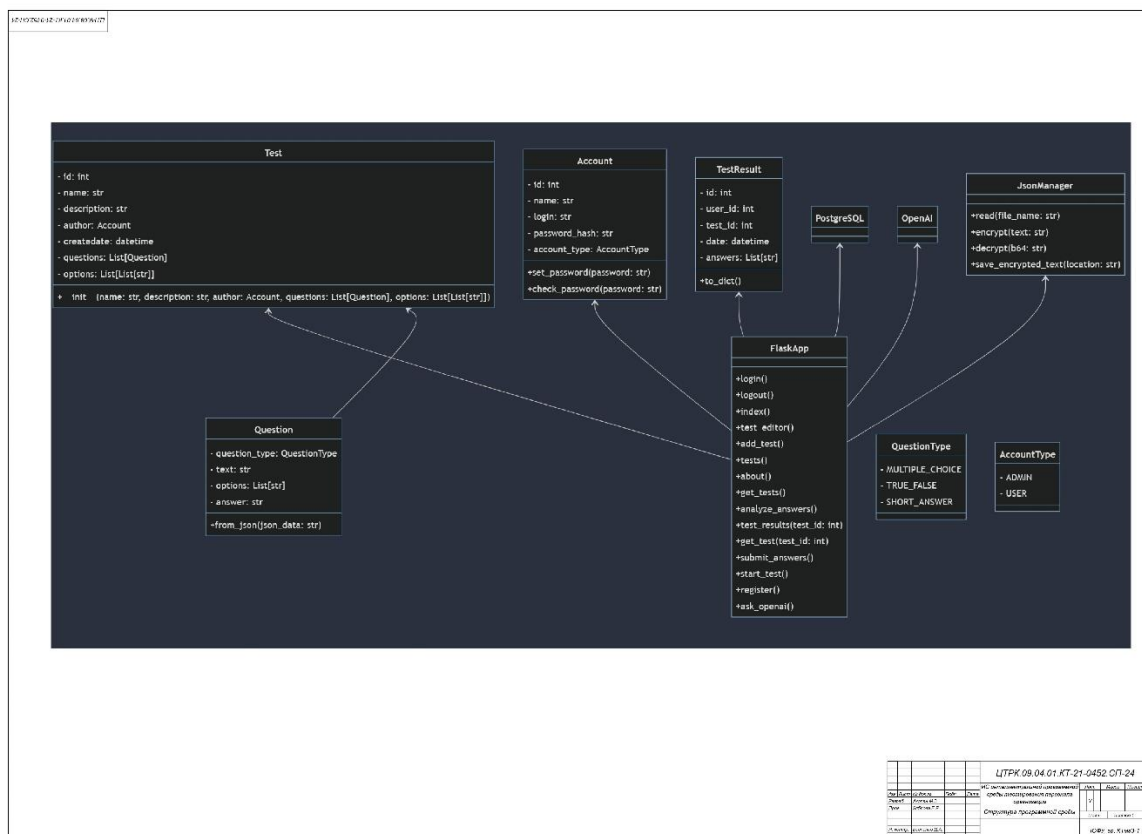 Test
- id: int
- name: str
- description: str
- author: Account
- createdate: datetime
- questions: List[Question]
- options: List[List[str]]
+ init (name: str, description: str, author: Account, questions: List[Question], options: List[List[str]])
Account
- id: int
- name: str
- login: str
- password_hash: str
- account_type: AccountType
+set_password(password: str)
+check_password(password: str)
TestResult
- id: int
- user_id: int
- test_id: int
- date: datetime
- answers: List[str]
+to_dict()
PostgreSQL
OpenAI
JsonManager
+read(file_name: str)
+encrypt(text: str)
+decrypt(b64: str)
+save_encrypted_text(location: str)
FlaskApp
+login()
+logout()
+index()
+test_editor()
+add_test()
+tests()
+about()
+get_tests()
+analyze_answers()
+test_results(test_id: int)
+get_test(test_id: int)
+submit_answers()
+start_test()
+register()
+ask_openai()
Question
- question_type: QuestionType
- text: str
- options: List[str]
- answer: str
+from_json(json_data: str)
QuestionType
- MULTIPLE_CHOICE
- TRUE_FALSE
- SHORT_ANSWER
AccountType
- ADMIN
- USER
ЦТРК.09.04.01.КТ-21-0452.СП-24
Структура программной среды